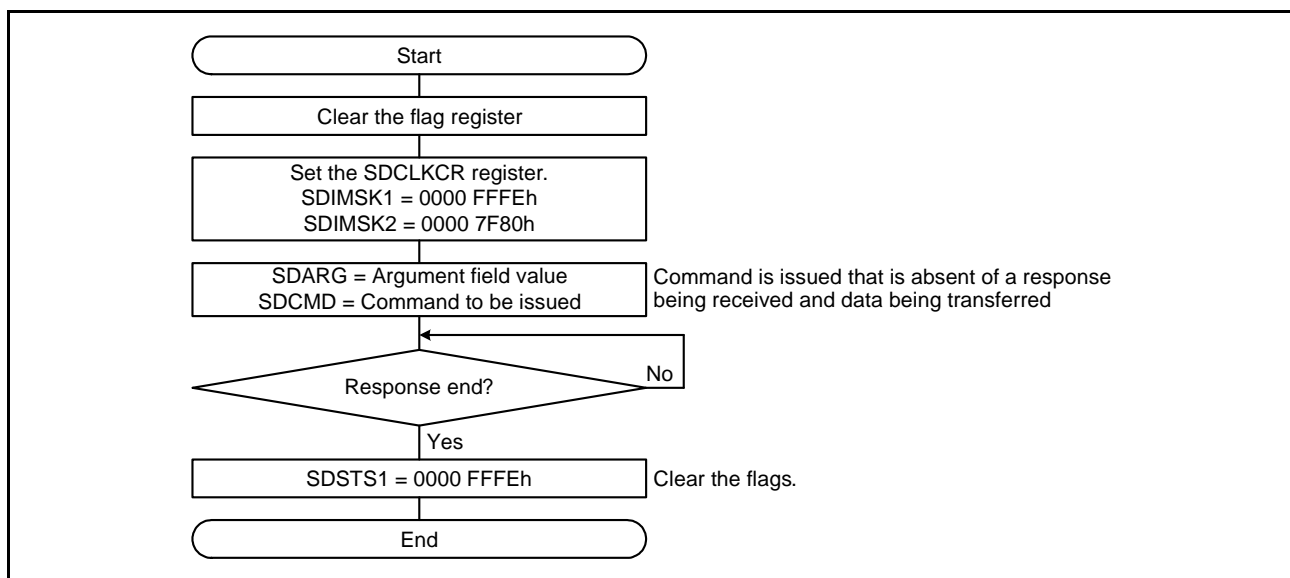 Start
Clear the flag register
Set the SDCLKCR register.
SDIMSK1 = 0000 FFFEh
SDIMSK2 = 0000 7F80h
SDARG = Argument field value
SDCMD = Command to be issued
Command is issued that is absent of a response
being received and data being transferred
Response end?
No
Yes
SDSTS1 = 0000 FFFEh
Clear the flags.
End